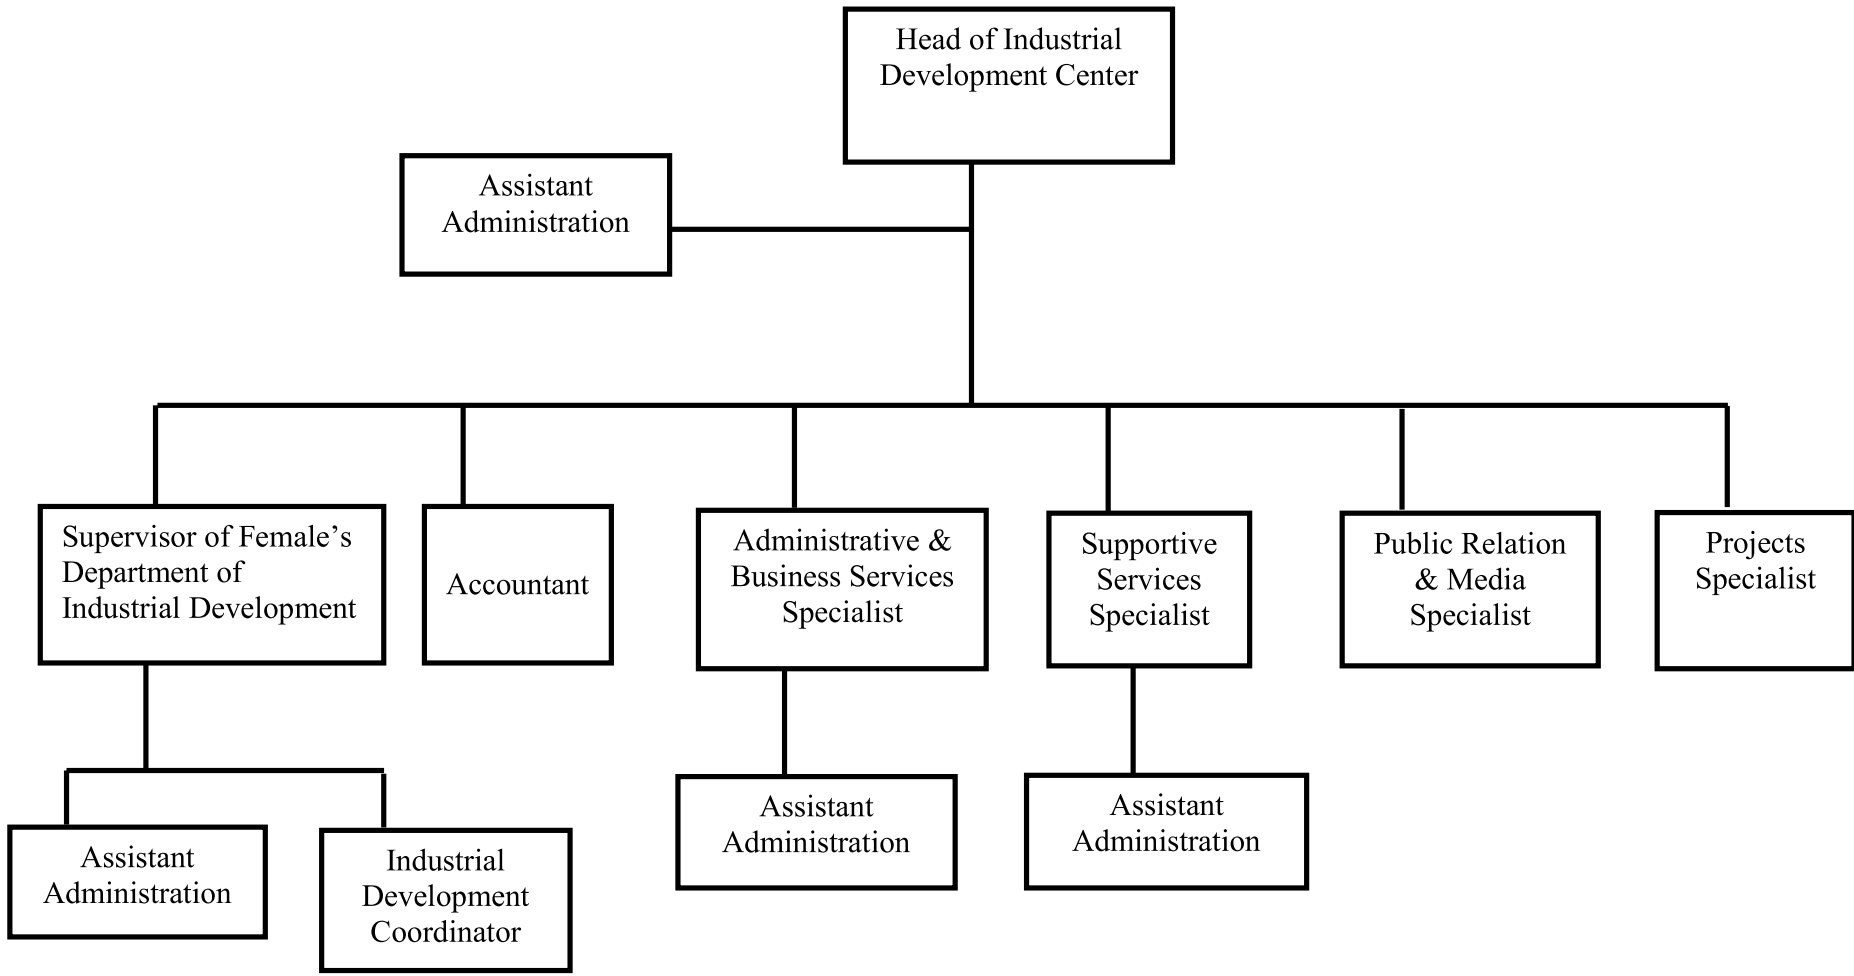 Head of Industrial
Development Center
Assistant
Administration
Supervisor of Female’s
Department of
Industrial Development
Accountant
Administrative &
Business Services
Specialist
Supportive
Services
Specialist
Public Relation
& Media
Specialist
Projects
Specialist
Assistant
Administration
Industrial
Development
Coordinator
Assistant
Administration
Assistant
Administration